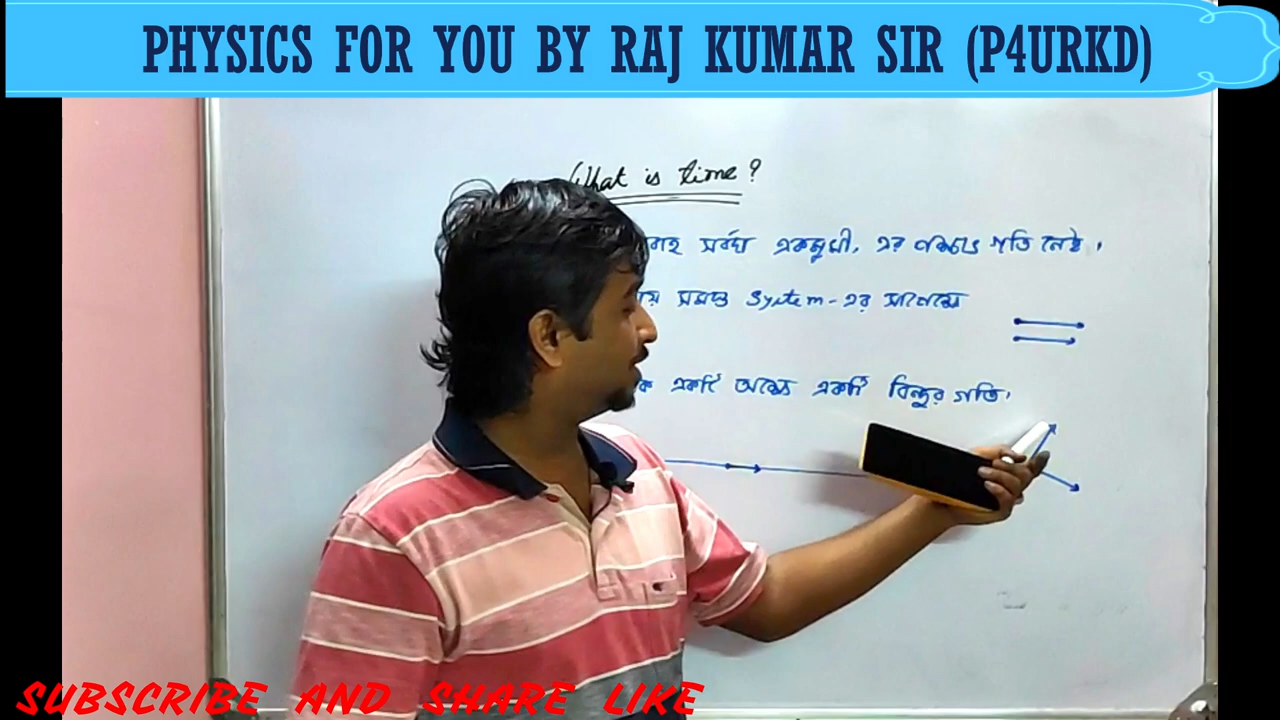 PHYSICS FOR YOU BY RAJ KUMAR SIR (P4URKD)
What is time?
সর্বদা একমুখী, এর গতি নেই।
সমস্ত System-এর সাপেক্ষে
একটি অক্ষে একটি বিন্দুর গতি।
SUBSCRIBE AND SHARE LIKE